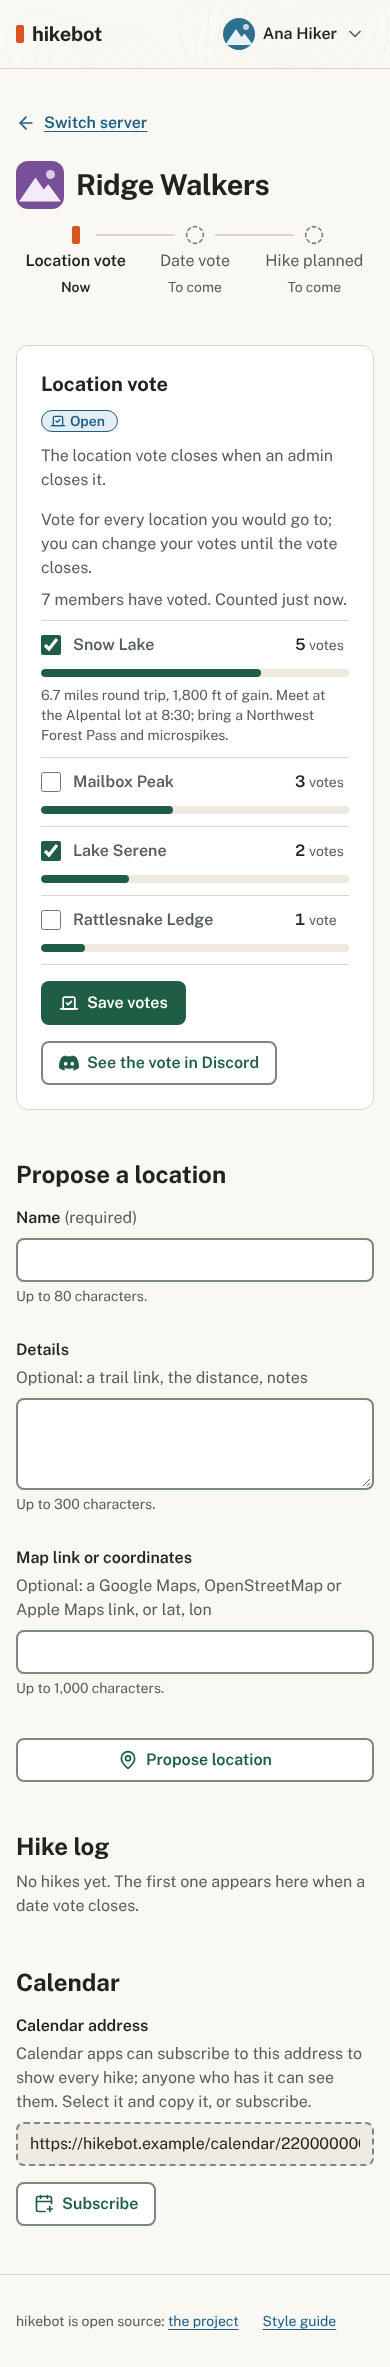 hikebot
Ana Hiker
Switch server
Ridge Walkers
Location vote
Date vote
Hike planned
Now
To come
To come
Location vote
Open
The location vote closes when an admin
closes it.
Vote for every location you would go to;
you can change your votes until the vote
closes.
7 members have voted. Counted just now.
Snow Lake
5 votes
6.7 miles round trip, 1,800 ft of gain. Meet at
the Alpental lot at 8:30; bring a Northwest
Forest Pass and microspikes.
Mailbox Peak
3 votes
Lake Serene
2 votes
Rattlesnake Ledge
1 vote
Save votes
See the vote in Discord
Propose a location
Name (required)
Up to 80 characters.
Details
Optional: a trail link, the distance, notes
Up to 300 characters.
Map link or coordinates
Optional: a Google Maps, OpenStreetMap or
Apple Maps link, or lat, lon
Up to 1,000 characters.
Propose location
Hike log
No hikes yet. The first one appears here when a
date vote closes.
Calendar
Calendar address
Calendar apps can subscribe to this address to
show every hike; anyone who has it can see
them. Select it and copy it, or subscribe.
https://hikebot.example/calendar/220000000
Subscribe
hikebot is open source: the project
Style guide